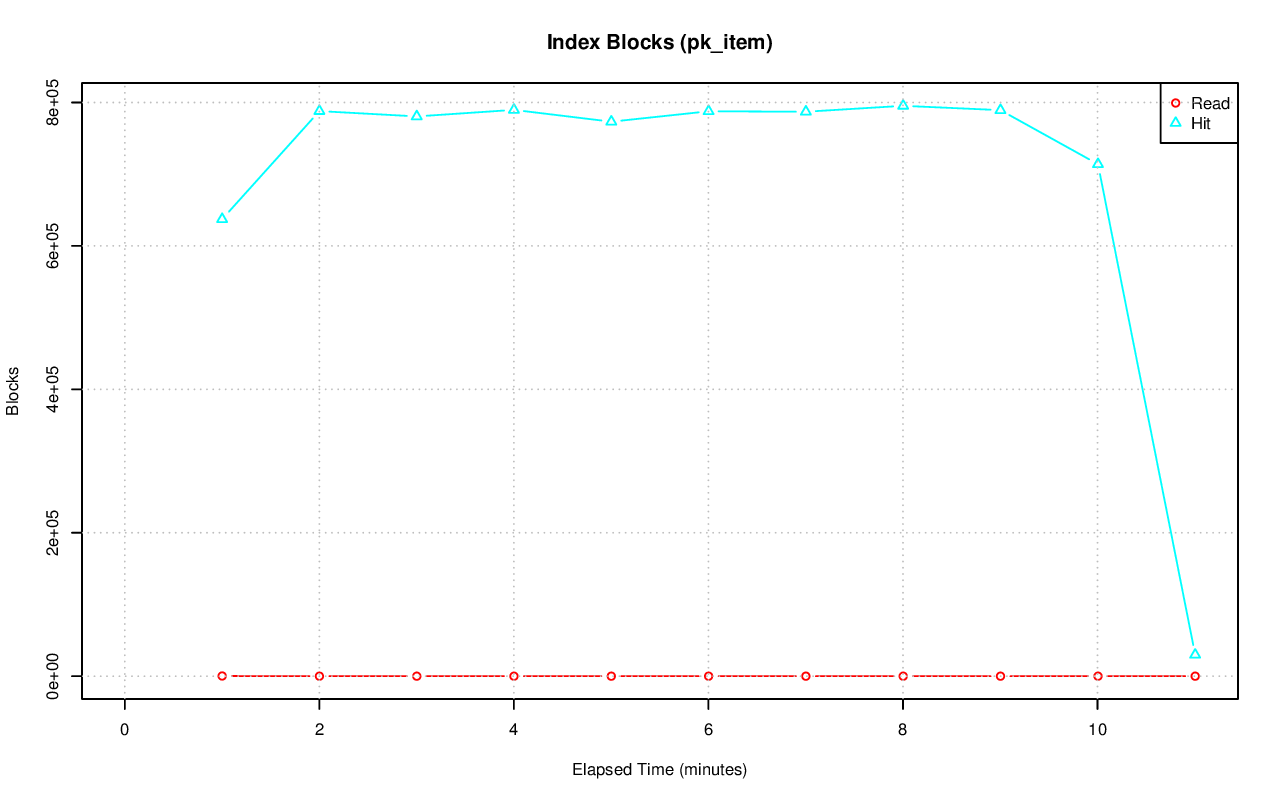 Index Blocks (pk_item)
Read
Hit
Blocks
8e+05
6e+05
4e+05
2e+05
0e+00
0 2 4 6 8 10
Elapsed Time (minutes)